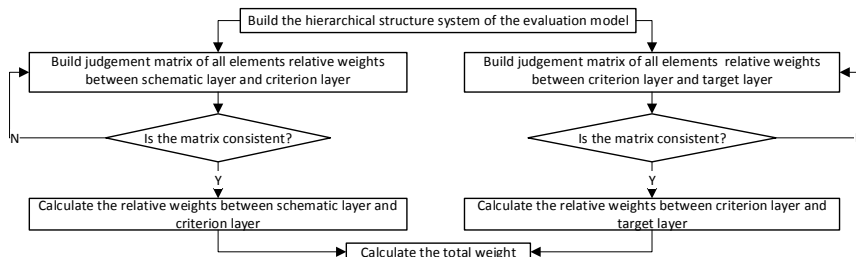 Build the hierarchical structure system of the evaluation model
Build judgement matrix of all elements relative weights
between schematic layer and criterion layer
Build judgement matrix of all elements relative weights
between criterion layer and target layer
N
Is the matrix consistent?
Is the matrix consistent?
Y
Y
Calculate the relative weights between schematic layer and
criterion layer
Calculate the relative weights between criterion layer and
target layer
Calculate the total weight